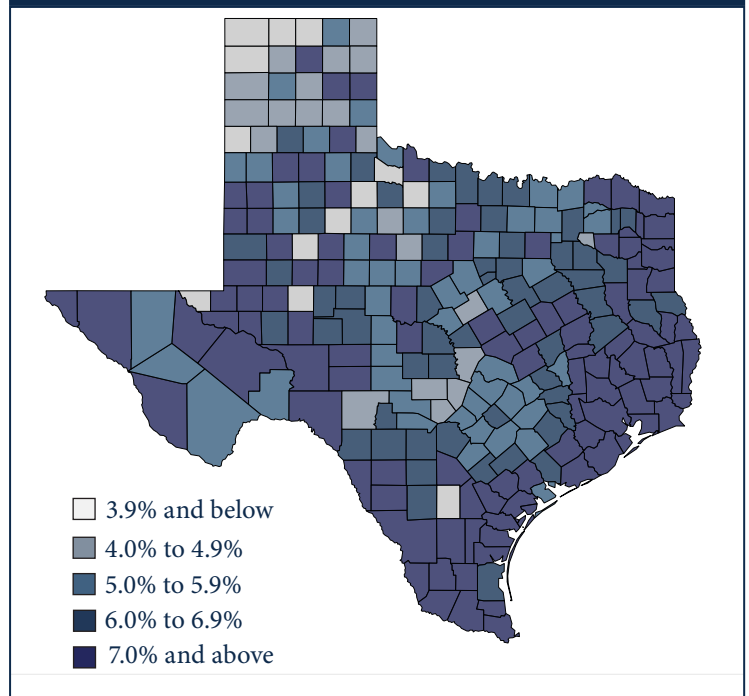 3.9% and below
4.0% to 4.9%
5.0% to 5.9%
6.0% to 6.9%
7.0% and above